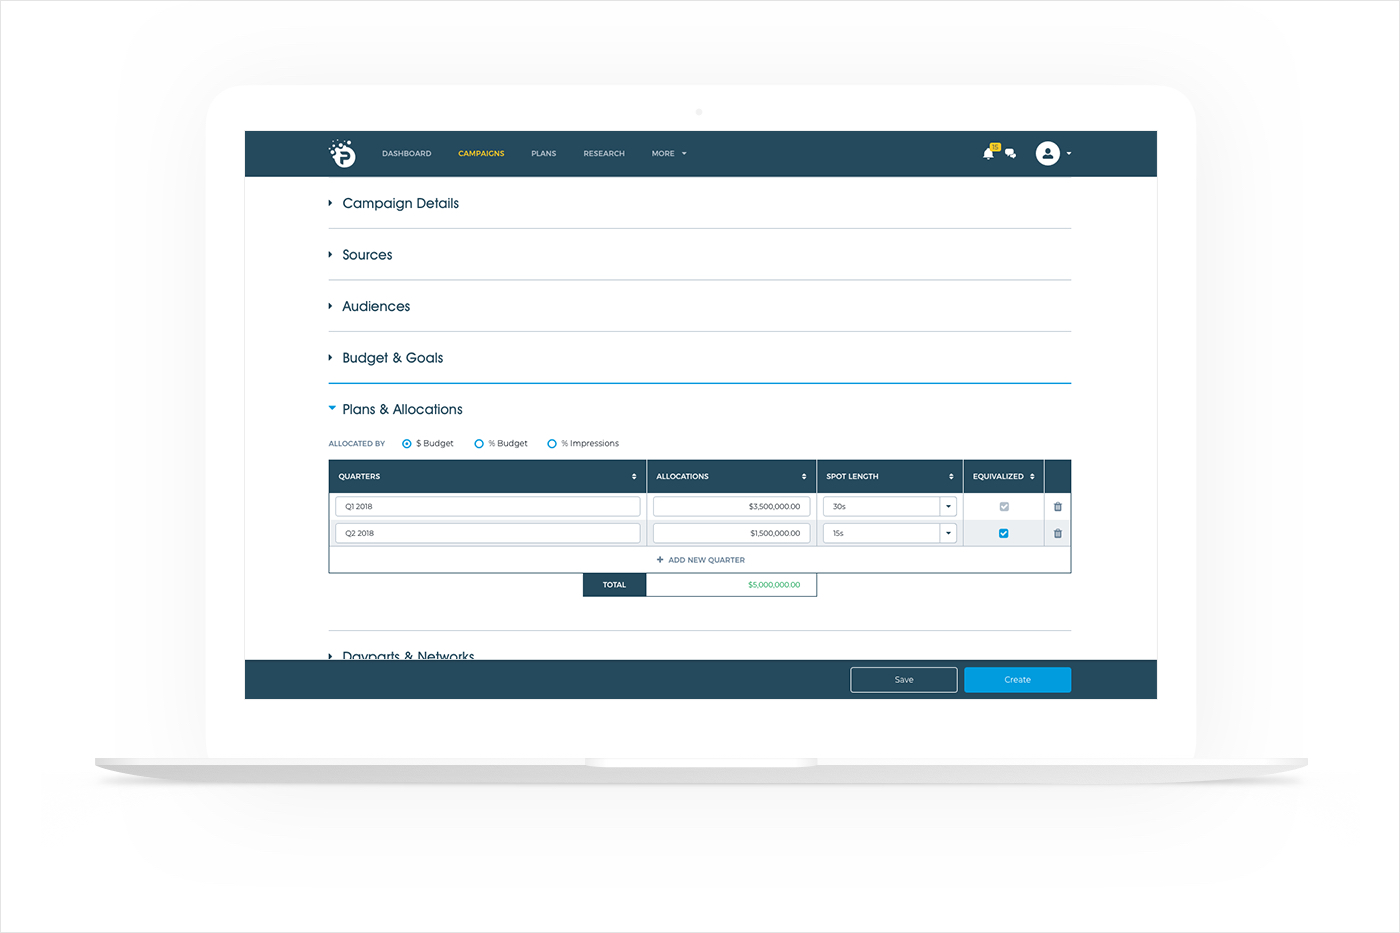 DASHBOARD CAMPAIGNS PLANS RESEARCH MORE 15
Campaign Details
Sources
Audiences
Budget & Goals
Plans & Allocations
ALLOCATED BY $ Budget % Budget % Impressions
QUARTERS ALLOCATIONS SPOT LENGTH EQUIVALIZED
Q1 2018 $3,500,000.00 30s
Q2 2018 $1,500,000.00 15s
+ ADD NEW QUARTER
TOTAL $5,000,000.00
Dayparts & Networks
Save Create